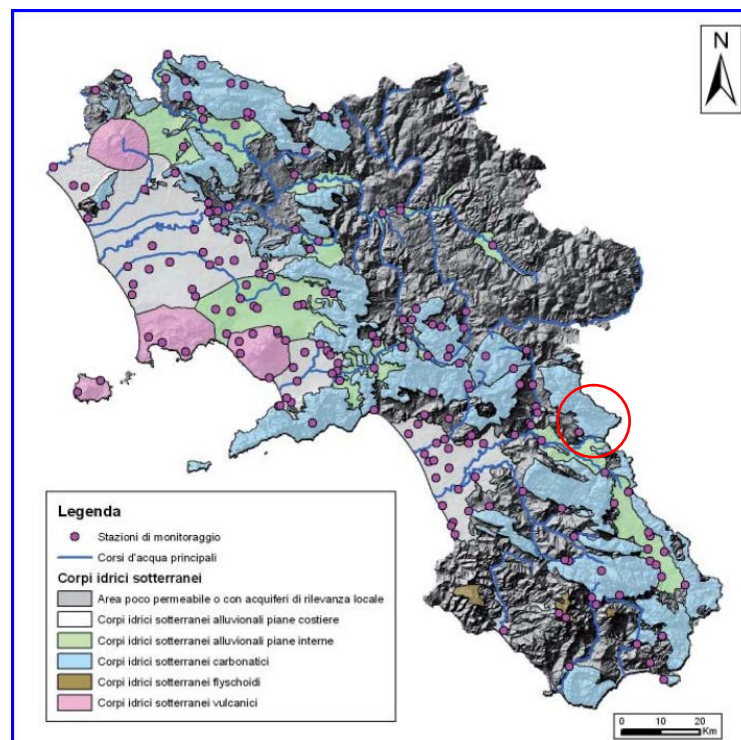 N
Legenda
Stazioni di monitoraggio
Corsi d'acqua principali
Corpi idrici sotterranei
Area poco permeabile o con acquiferi di rilevanza locale
Corpi idrici sotterranei alluvionali piane costiere
Corpi idrici sotterranei alluvionali piane interne
Corpi idrici sotterranei carbonatici
Corpi idrici sotterranei flyschoidi
Corpi idrici sotterranei vulcanici
0 10 20
Km